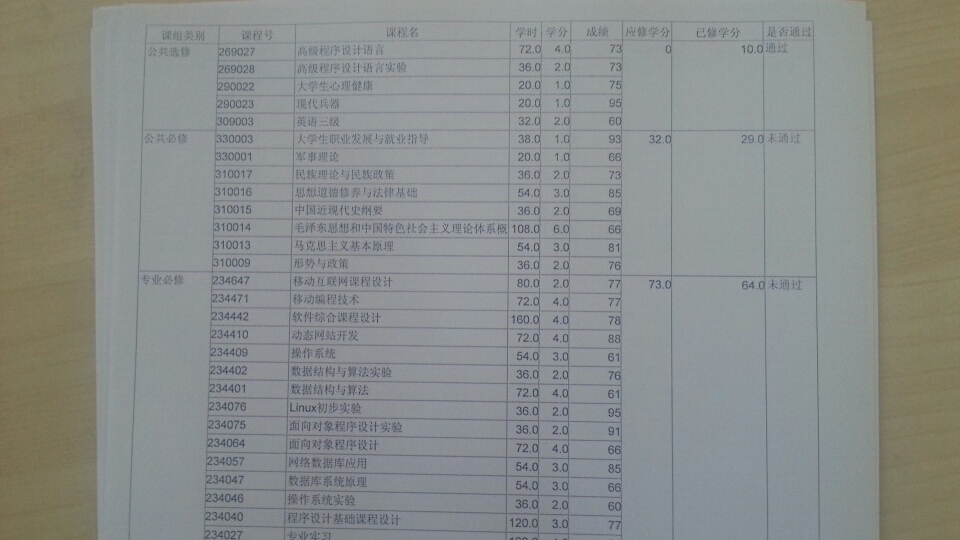 课组类别 课程号 课程名 学时 学分 成绩 应修学分 已修学分 是否通过
公共选修 269027 高级程序设计语言 72.0 4.0 73 0 10.0 通过
269028 高级程序设计语言实验 36.0 2.0 73
290022 大学生心理健康 20.0 1.0 75
290023 现代兵器 20.0 1.0 95
309003 英语三级 32.0 2.0 60
公共必修 330003 大学生职业发展与就业指导 38.0 1.0 93 32.0 29.0 未通过
330001 军事理论 20.0 1.0 66
310017 民族理论与民族政策 36.0 2.0 73
310016 思想道德修养与法律基础 54.0 3.0 85
310015 中国近现代史纲要 36.0 2.0 69
310014 毛泽东思想和中国特色社会主义理论体系概 108.0 6.0 66
310013 马克思主义基本原理 54.0 3.0 81
310009 形势与政策 36.0 2.0 76
专业必修 234647 移动互联网课程设计 80.0 2.0 77 73.0 64.0 未通过
234471 移动编程技术 72.0 4.0 77
234442 软件综合课程设计 160.0 4.0 78
234410 动态网站开发 72.0 4.0 88
234409 操作系统 54.0 3.0 61
234402 数据结构与算法实验 36.0 2.0 76
234401 数据结构与算法 72.0 4.0 61
234076 Linux初步实验 36.0 2.0 95
234075 面向对象程序设计实验 36.0 2.0 91
234064 面向对象程序设计 72.0 4.0 66
234057 网络数据库应用 54.0 3.0 85
234047 数据库系统原理 54.0 3.0 66
234046 操作系统实验 36.0 2.0 60
234040 程序设计基础课程设计 120.0 3.0 77
234027 专业实习